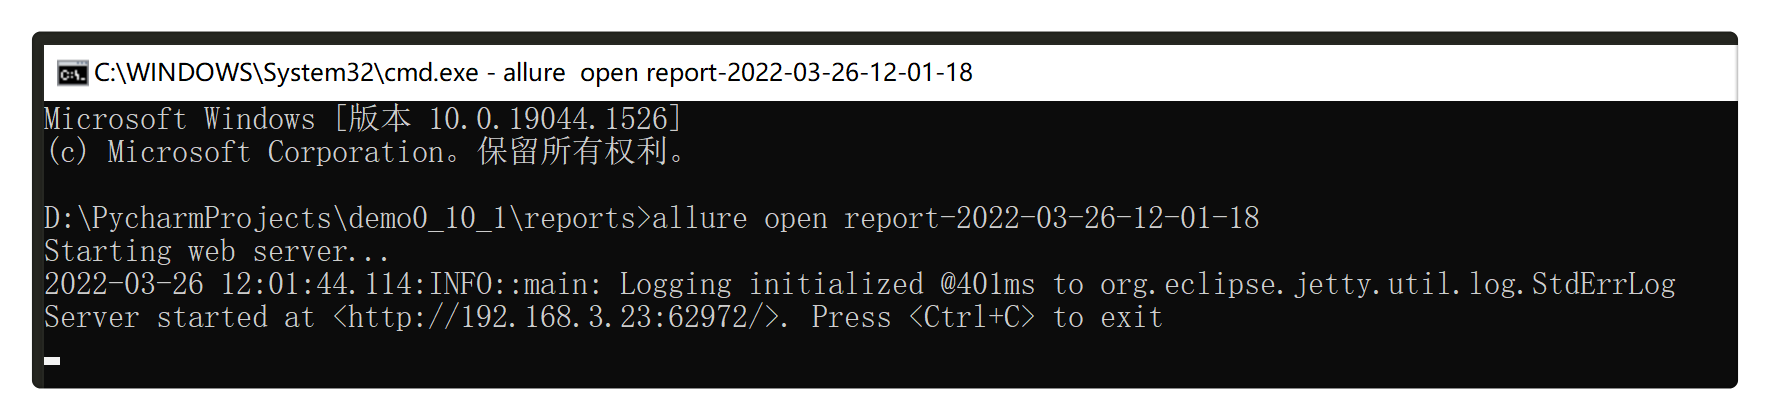 C:\WINDOWS\System32\cmd.exe - allure  open report-2022-03-26-12-01-18
Microsoft Windows [版本 10.0.19044.1526]
(c) Microsoft Corporation。保留所有权利。
D:\PycharmProjects\demo0_10_1\reports>allure open report-2022-03-26-12-01-18
Starting web server...
2022-03-26 12:01:44.114:INFO::main: Logging initialized @401ms to org.eclipse.jetty.util.log.StdErrLog
Server started at <http://192.168.3.23:62972/>. Press <Ctrl+C> to exit